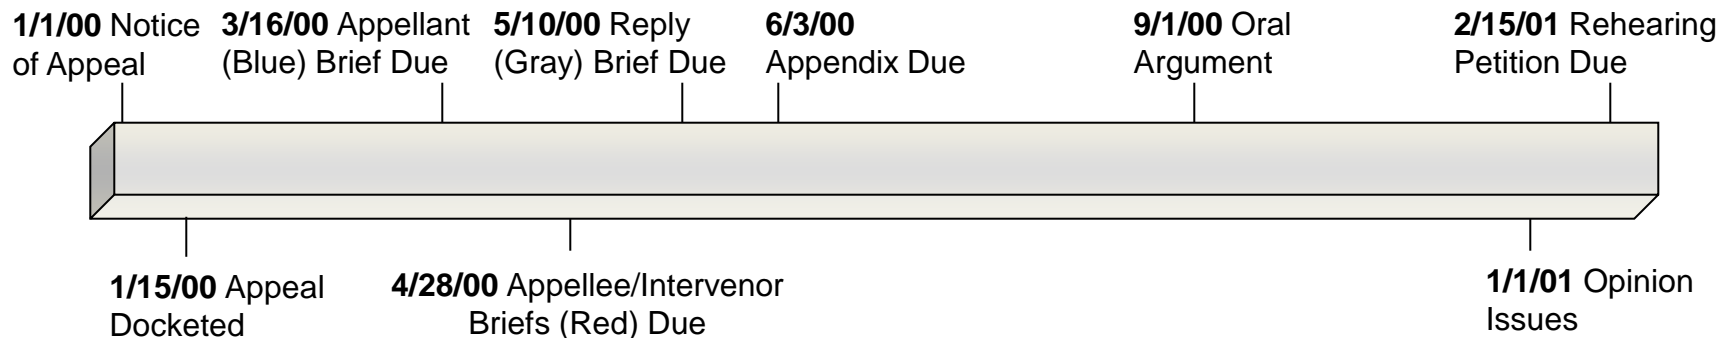 1/1/00 Notice
of Appeal
3/16/00 Appellant
(Blue) Brief Due
5/10/00 Reply
(Gray) Brief Due
6/3/00
Appendix Due
9/1/00 Oral
Argument
2/15/01 Rehearing
Petition Due
1/15/00 Appeal
Docketed
4/28/00 Appellee/Intervenor
Briefs (Red) Due
1/1/01 Opinion
Issues